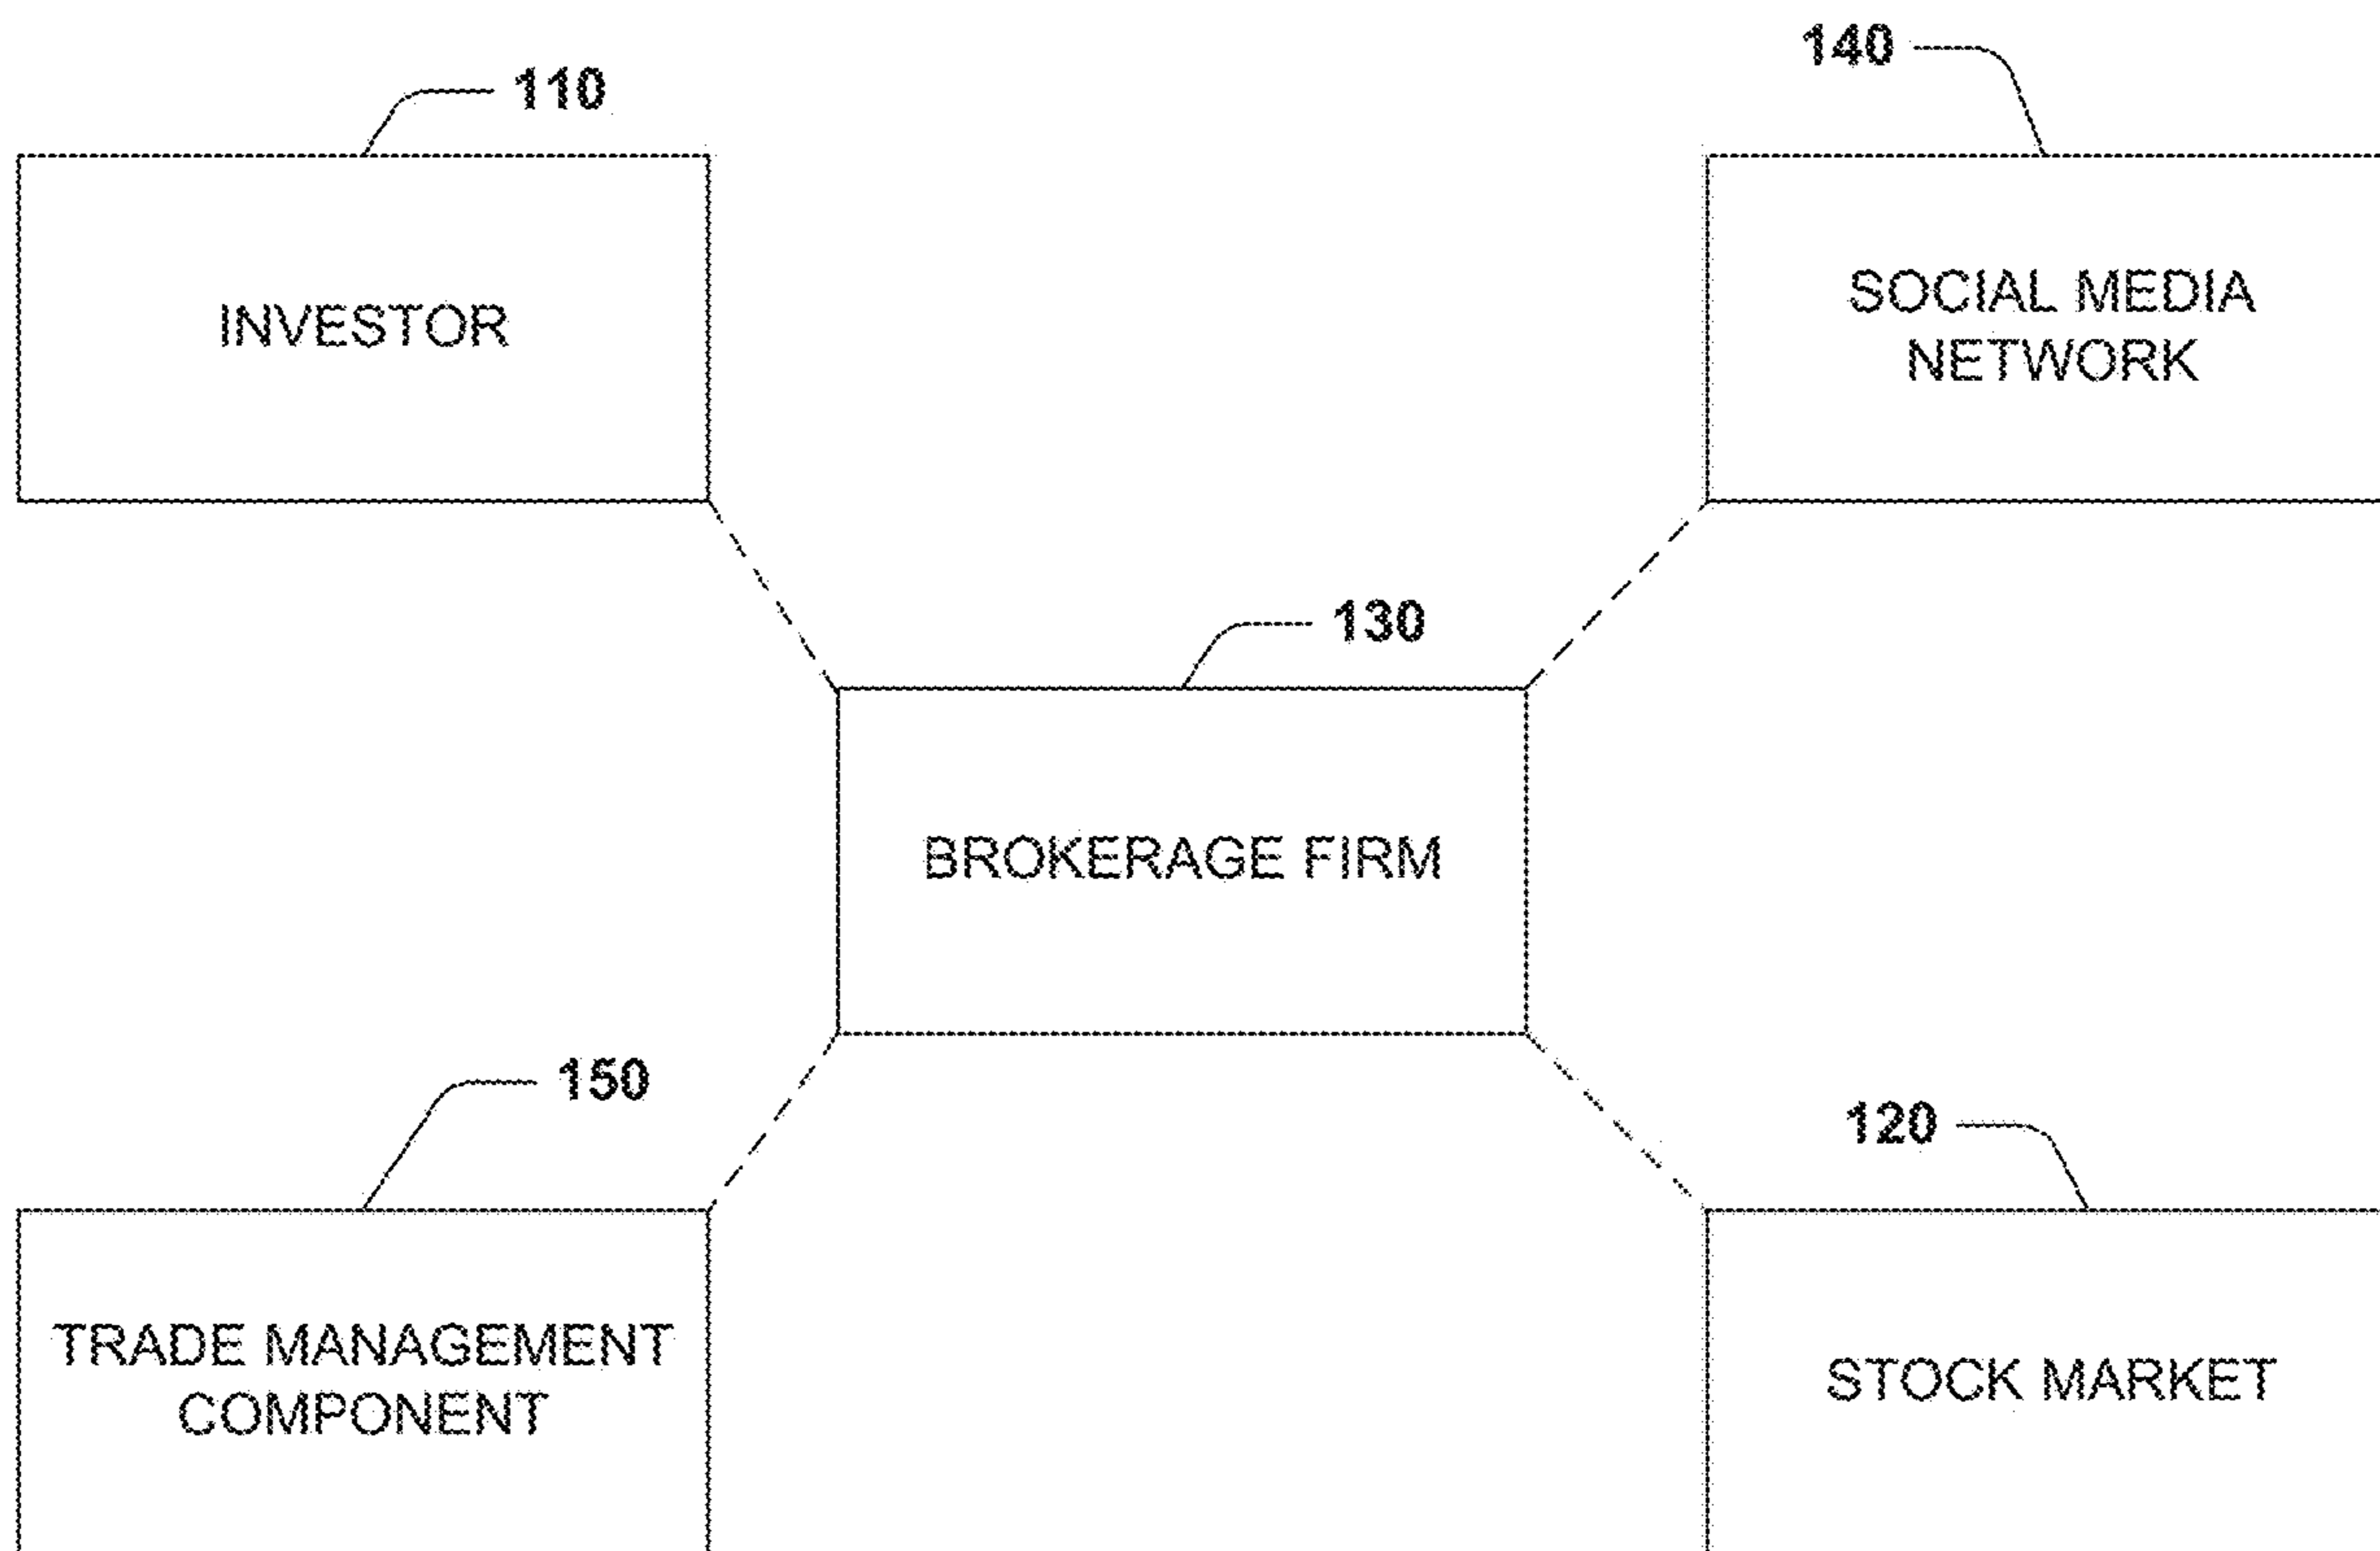 140
110
INVESTOR
SOCIAL MEDIA
NETWORK
130
BROKERAGE FIRM
150
120
TRADE MANAGEMENT
COMPONENT
STOCK MARKET